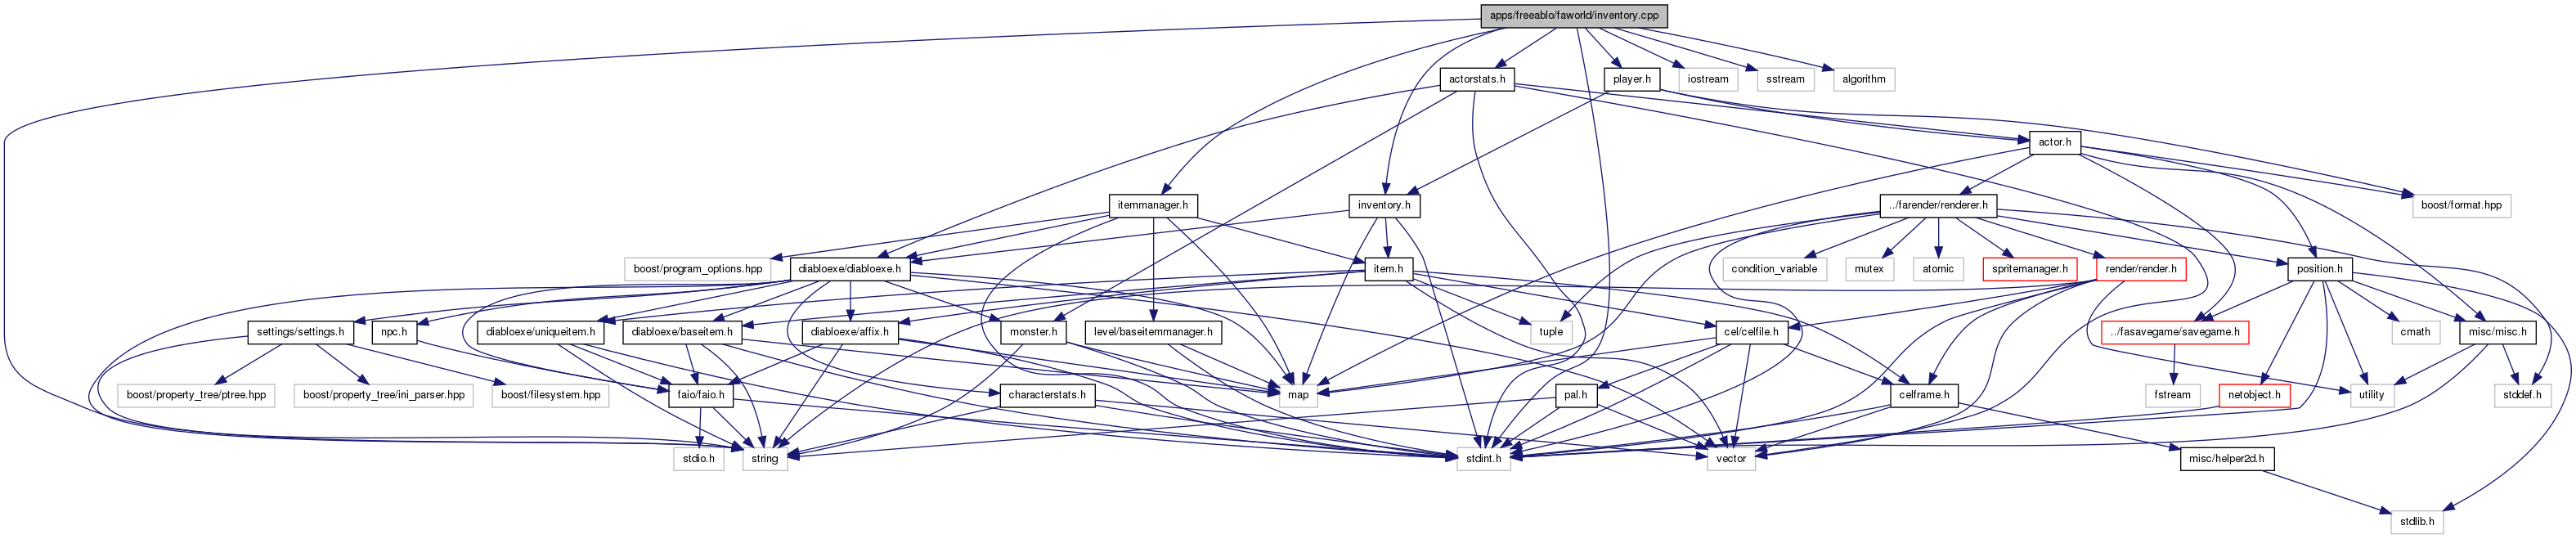 apps/freeablo/faworld/inventory.cpp
actorstats.h
player.h
iostream
sstream
algorithm
actor.h
itemmanager.h
inventory.h
../farender/renderer.h
boost/format.hpp
boost/program_options.hpp
diabloexe/diabloexe.h
item.h
condition_variable
mutex
atomic
spritemanager.h
render/render.h
position.h
settings/settings.h
npc.h
diabloexe/uniqueitem.h
diabloexe/baseitem.h
diabloexe/affix.h
monster.h
level/baseitemmanager.h
tuple
cel/celfile.h
../fasavegame/savegame.h
cmath
misc/misc.h
boost/property_tree/ptree.hpp
boost/property_tree/ini_parser.hpp
boost/filesystem.hpp
faio/faio.h
characterstats.h
map
pal.h
celframe.h
fstream
netobject.h
utility
stddef.h
stdio.h
string
stdint.h
vector
misc/helper2d.h
stdlib.h